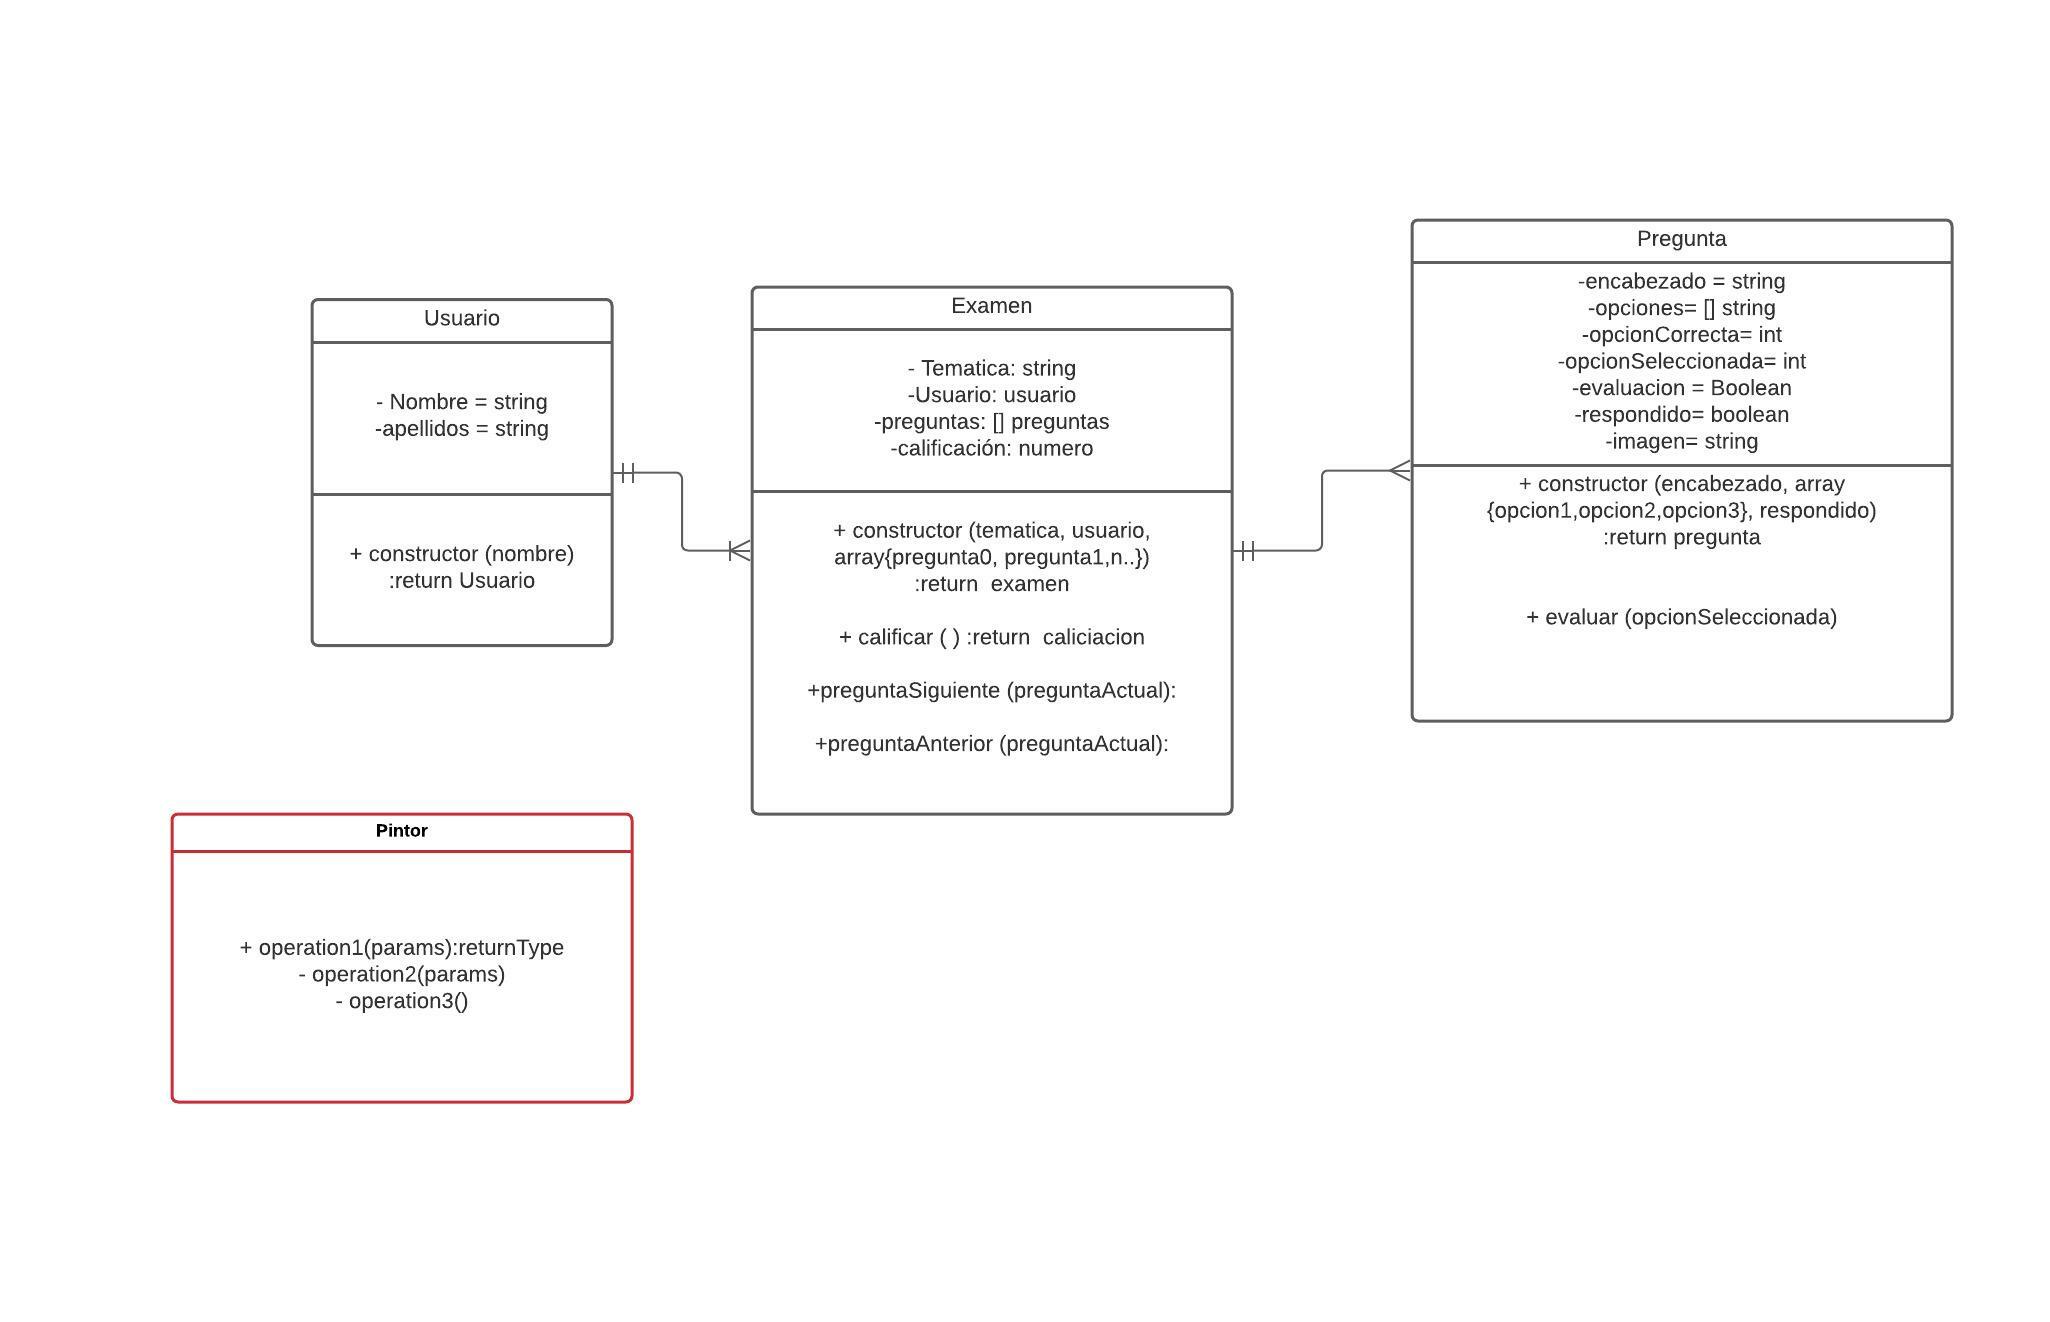 Usuario
- Nombre = string
-apellidos = string
+ constructor (nombre)
:return Usuario
Examen
- Tematica: string
-Usuario: usuario
-preguntas: [] preguntas
-calificación: numero
+ constructor (tematica, usuario,
array{pregunta0, pregunta1,n..})
:return  examen
+ calificar ( ) :return  caliciacion
+preguntaSiguiente (preguntaActual):
+preguntaAnterior (preguntaActual):
Pregunta
-encabezado = string
-opciones= [] string
-opcionCorrecta= int
-opcionSeleccionada= int
-evaluacion = Boolean
-respondido= boolean
-imagen= string
+ constructor (encabezado, array
{opcion1,opcion2,opcion3}, respondido)
:return pregunta
+ evaluar (opcionSeleccionada)
Pintor
+ operation1(params):returnType
- operation2(params)
- operation3()